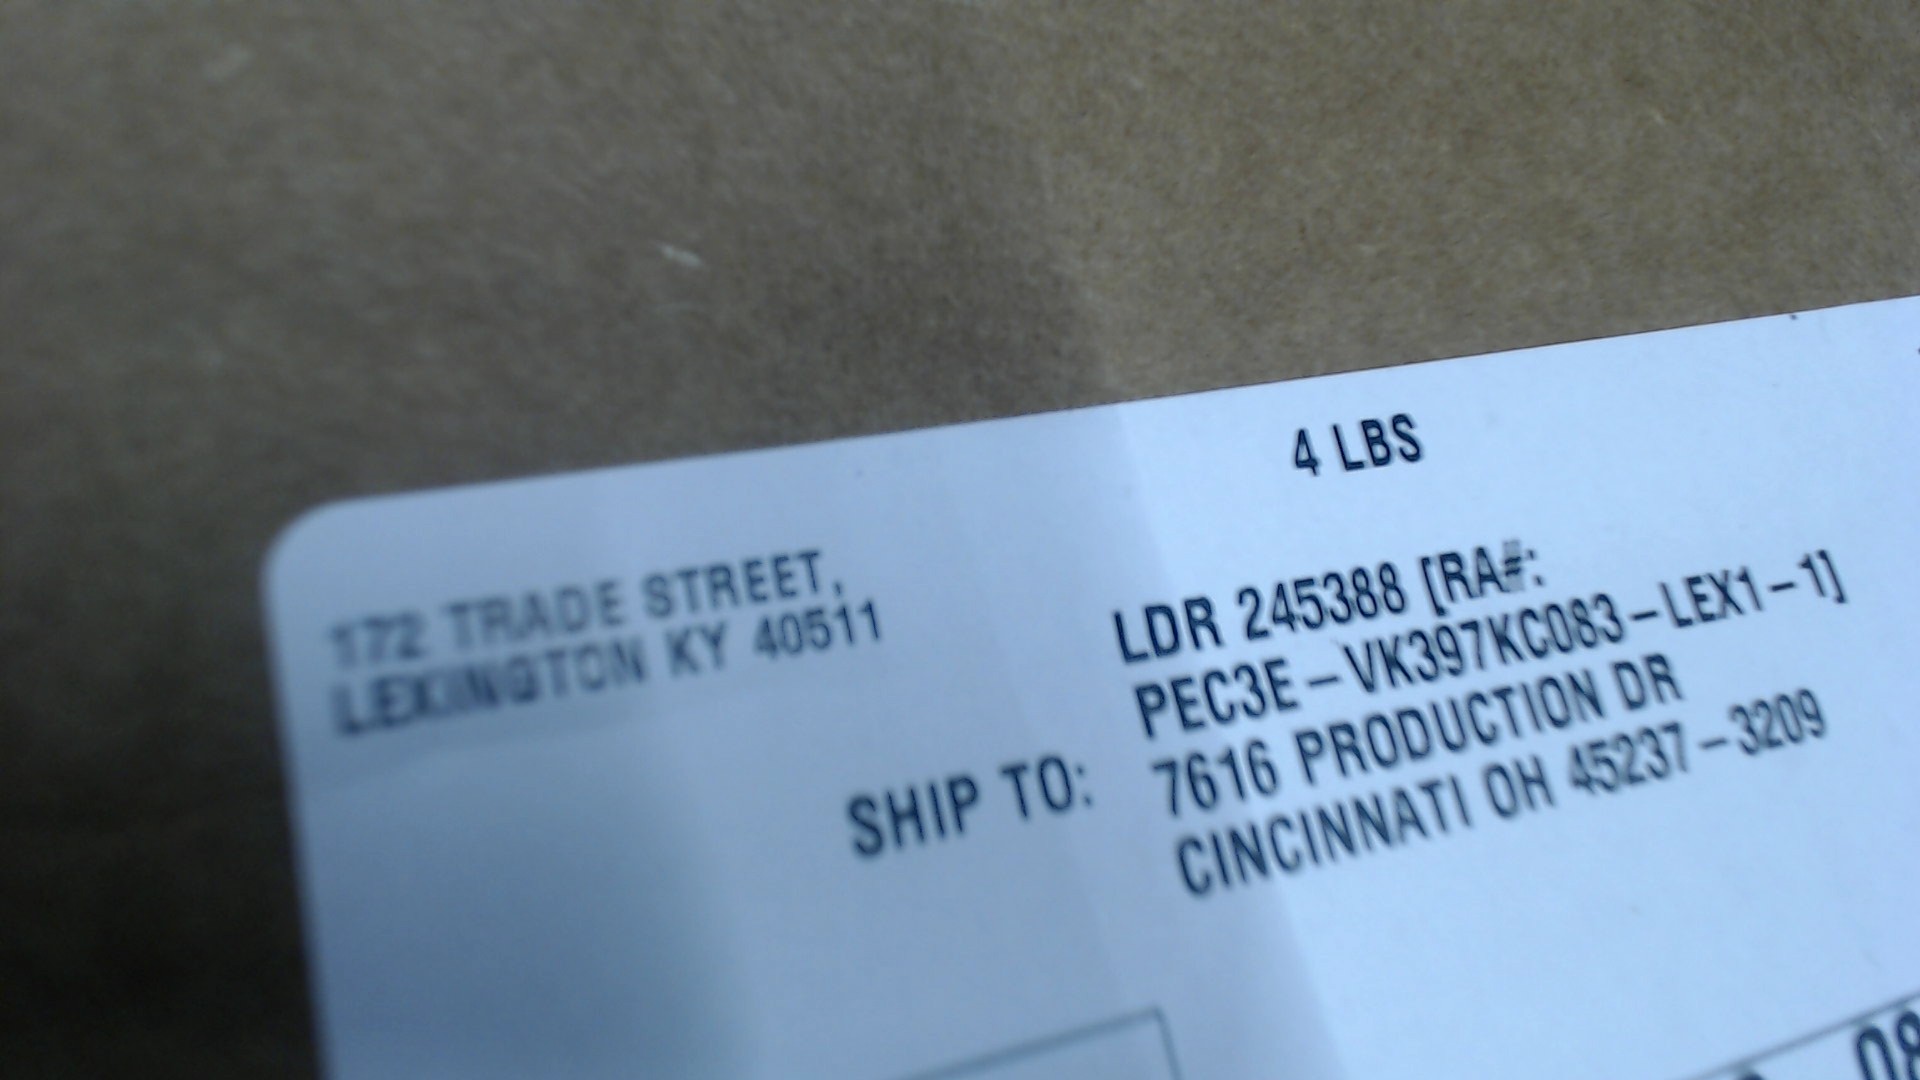 4 LBS
172 TRADE STREET,
LEXINGTON KY 40511
SHIP TO:
LDR 245388 [RA#:
PEC3E-VK397KC083-LEX1-1]
7616 PRODUCTION DR
CINCINNATI OH 45237-3209
08